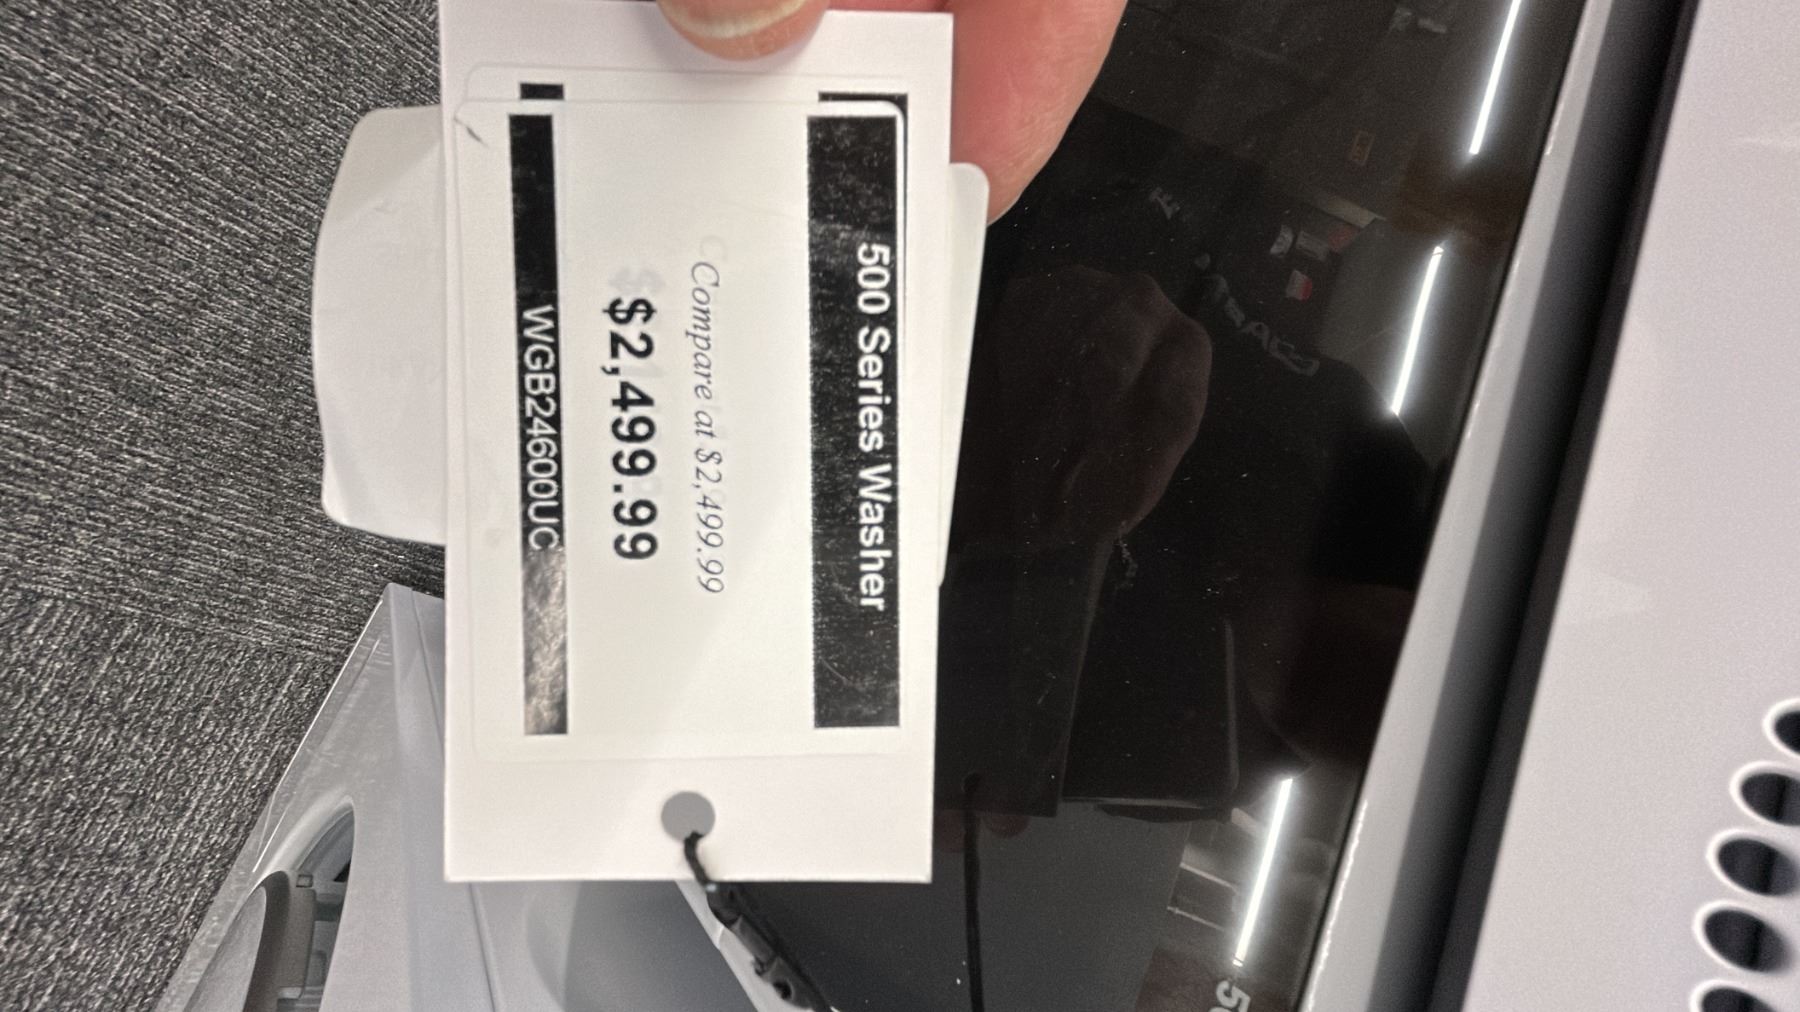 500 Series Washer
Compare at $2,499.99
$2,499.99
WGB24600UC